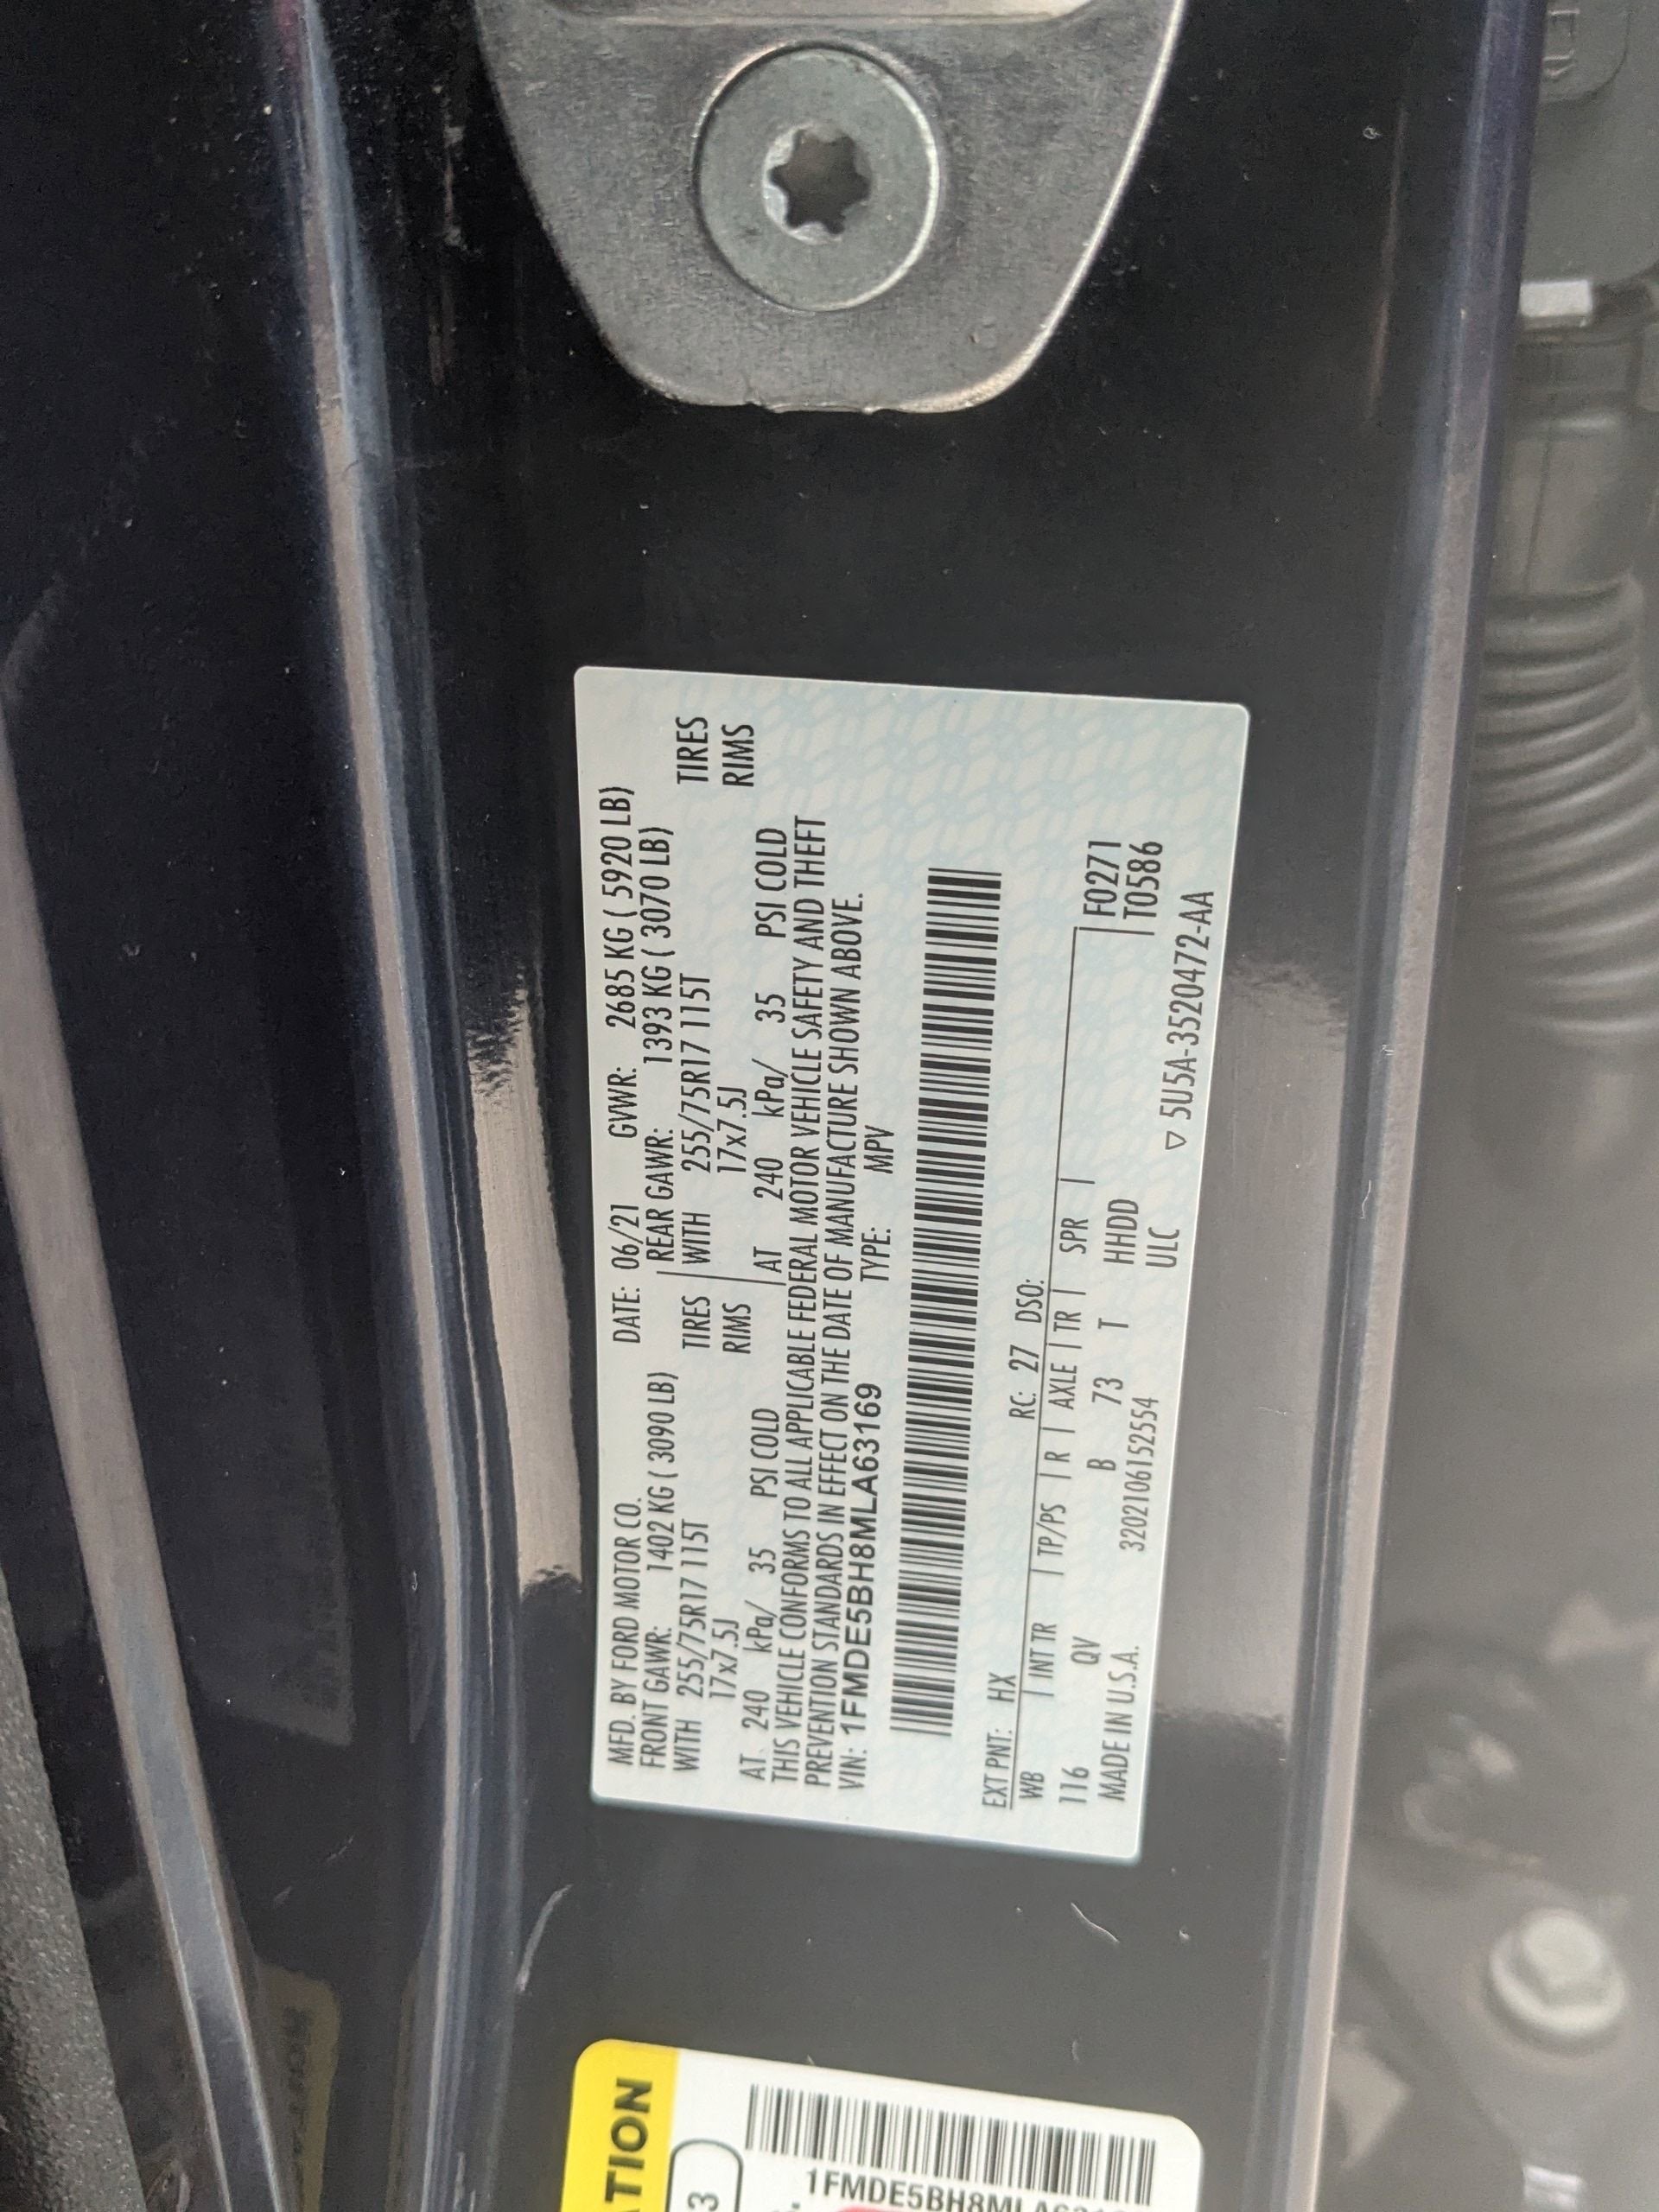 MFD. BY FORD MOTOR CO. DATE: 06/21 GVWR: 2685 KG ( 5920 LB)
FRONT GAWR: 1402 KG ( 3090 LB) REAR GAWR: 1393 KG ( 3070 LB)
WITH 255/75R17 115T TIRES WITH 255/75R17 115T TIRES
17x7.5J RIMS 17x7.5J RIMS
AT 240 kPa/ 35 PSI COLD AT 240 kPa/ 35 PSI COLD
THIS VEHICLE CONFORMS TO ALL APPLICABLE FEDERAL MOTOR VEHICLE SAFETY AND THEFT
PREVENTION STANDARDS IN EFFECT ON THE DATE OF MANUFACTURE SHOWN ABOVE.
VIN: 1FMDE5BH8MLA63169 TYPE: MPV
EXT PNT: HX RC: 27 DSO:
WB | INT TR | TP/PS | R | AXLE | TR | SPR | F0271
116 QV B 73 T HHDD T0586
MADE IN U.S.A. 320210615255​4 ULC ▽ 5U5A-3520472-AA
ATION
3